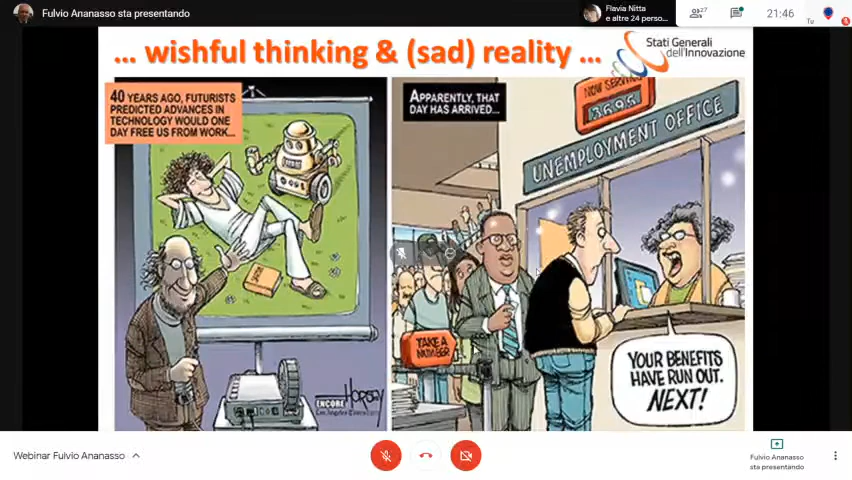 Fulvio Ananasso sta presentando
Flavia Nitta
e altre 24 perso...
27
21:46
Tu
... wishful thinking & (sad) reality ...
Stati Generali
dell'Innovazione
40 YEARS AGO, FUTURISTS
PREDICTED ADVANCES IN
TECHNOLOGY WOULD ONE
DAY FREE US FROM WORK...
APPARENTLY, THAT
DAY HAS ARRIVED...
NOW SERVING
3695
UNEMPLOYMENT OFFICE
TAKE A
NUMBER
YOUR BENEFITS
HAVE RUN OUT.
NEXT!
ENCORE
HORSEY
Los Angeles Times
Webinar Fulvio Ananasso
Fulvio Ananasso
sta presentando